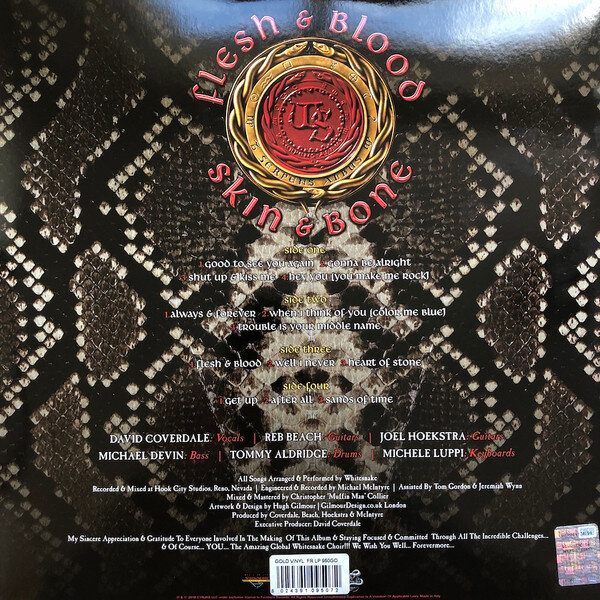 Flesh & Blood
SERPENS ALBUS
Skin & Bone
side one
1.good to see you again 2.gonna be alright
3.shut up & kiss me 4.hey you [you make me rock]
side two
1.always & forever 2.when i think of you [color me blue]
3.trouble is your middle name
side three
1.flesh & blood 2.well i never 3.heart of stone
side four
1.get up 2.after all 3.sands of time
DAVID COVERDALE: Vocals | REB BEACH: Guitars | JOEL HOEKSTRA: Guitars
MICHAEL DEVIN: Bass | TOMMY ALDRIDGE: Drums | MICHELE LUPPI: Keyboards
All Songs Arranged & Performed by Whitesnake
Recorded & Mixed at Hook City Studios, Reno, Nevada | Engineered & Recorded by Michael McIntyre | Assisted By Tom Gordon & Jeremiah Wynn
Mixed & Mastered by Christopher 'Muffin Man' Collier
Artwork & Design by Hugh Gilmour | GilmourDesign.co.uk London
Produced by Coverdale, Beach, Hoekstra & McIntyre
Executive Producer: David Coverdale
My Sincere Appreciation & Gratitude To Everyone Involved In The Making Of This Album & Staying Focused & Committed Through All The Incredible Challenges...
& Of Course... YOU... The Amazing Global Whitesnake Choir!!! We Wish You Well... Forevermore...
GOLD VINYL FR LP 950GG
8 024391 095072